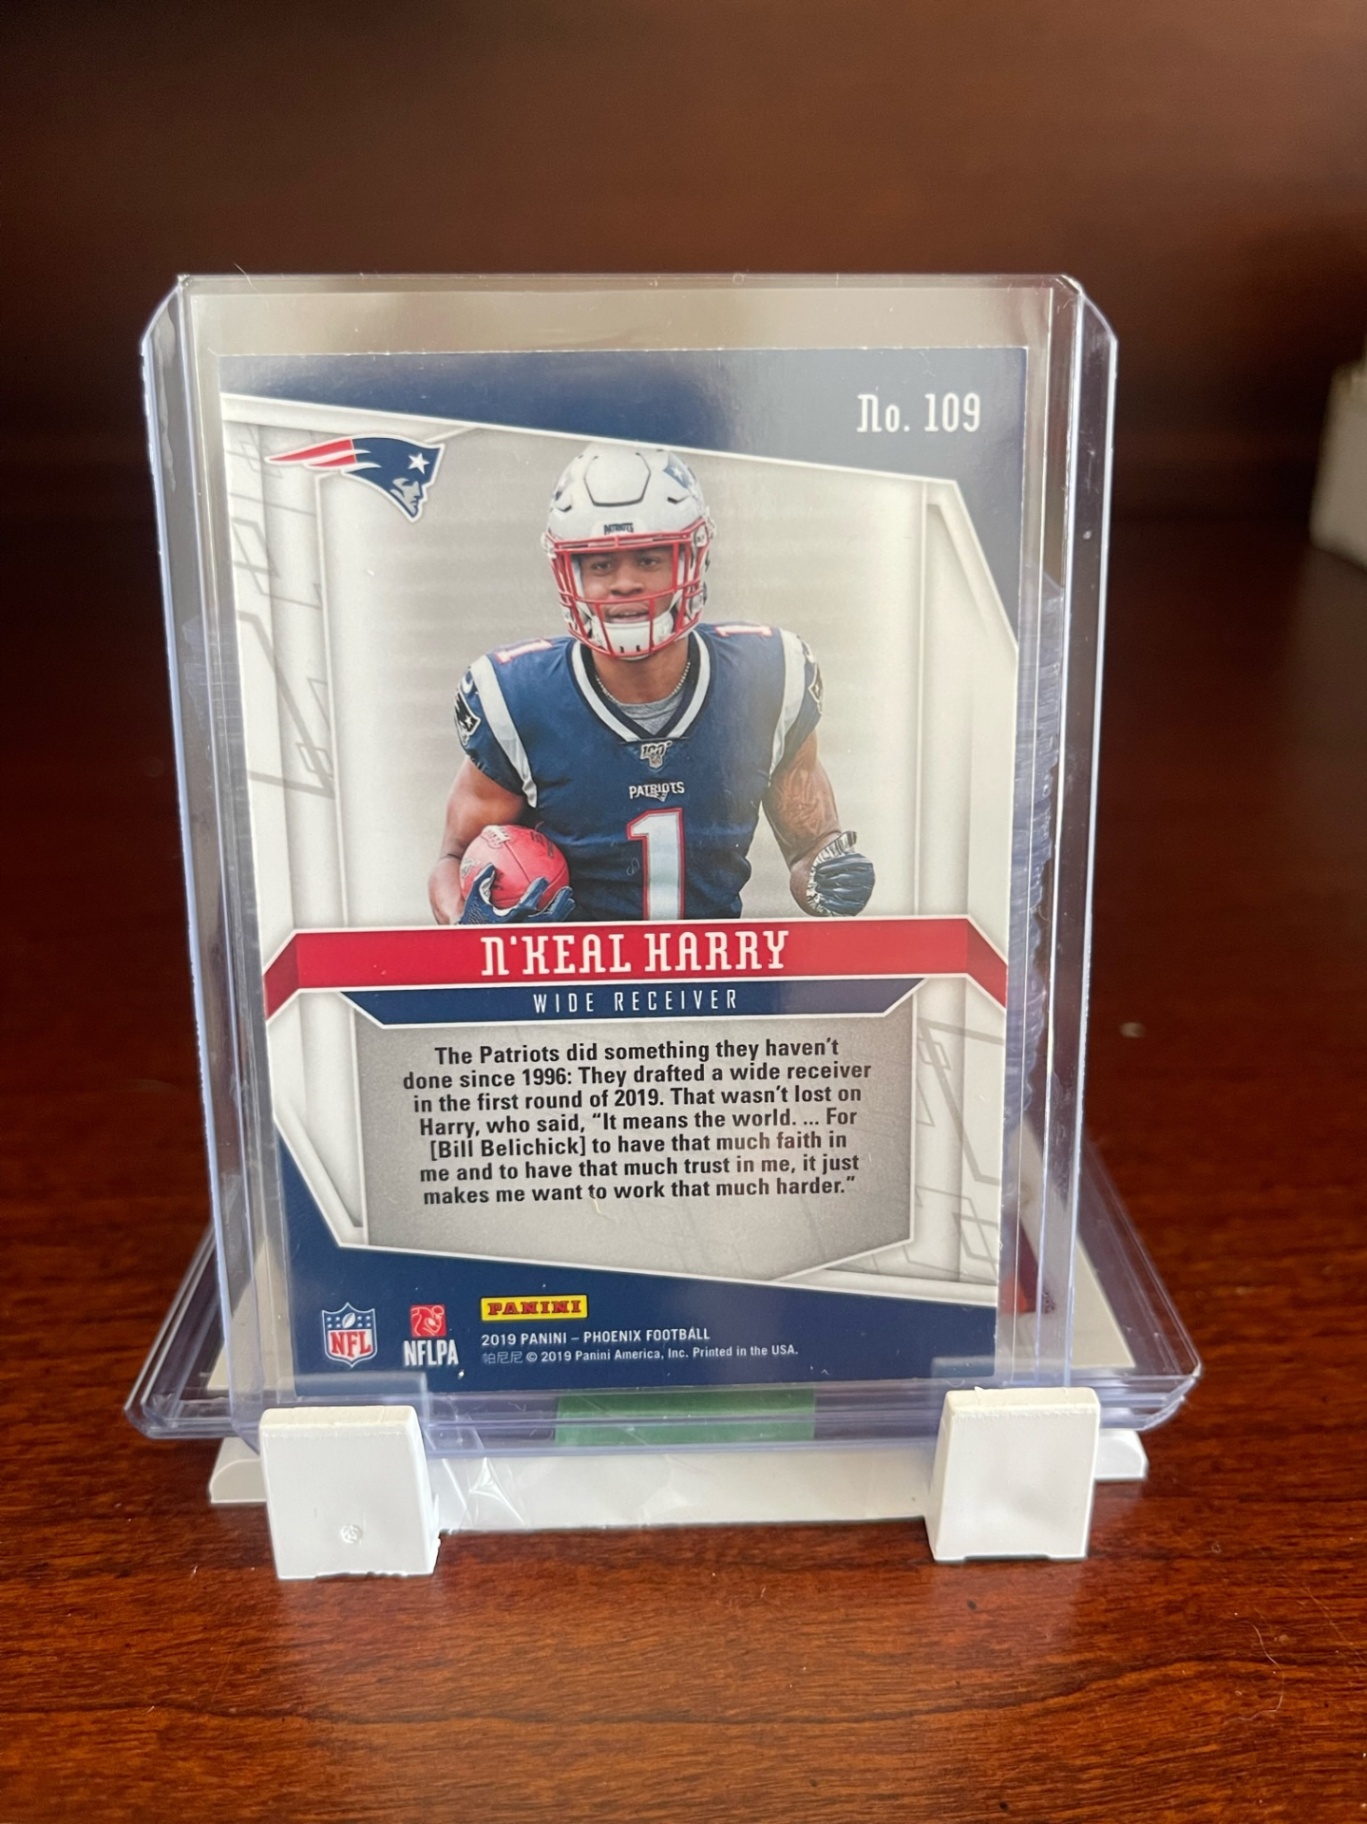 No. 109
PATRIOTS
1
1
100
PATRIOTS
1
N'KEAL HARRY
WIDE RECEIVER
The Patriots did something they haven't
done since 1996: They drafted a wide receiver
in the first round of 2019. That wasn't lost on
Harry, who said, “It means the world. ... For
[Bill Belichick] to have that much faith in
me and to have that much trust in me, it just
makes me want to work that much harder.”
PANINI
NFL
NFLPA
2019 PANINI – PHOENIX FOOTBALL
帕尼尼 © 2019 Panini America, Inc. Printed in the USA.